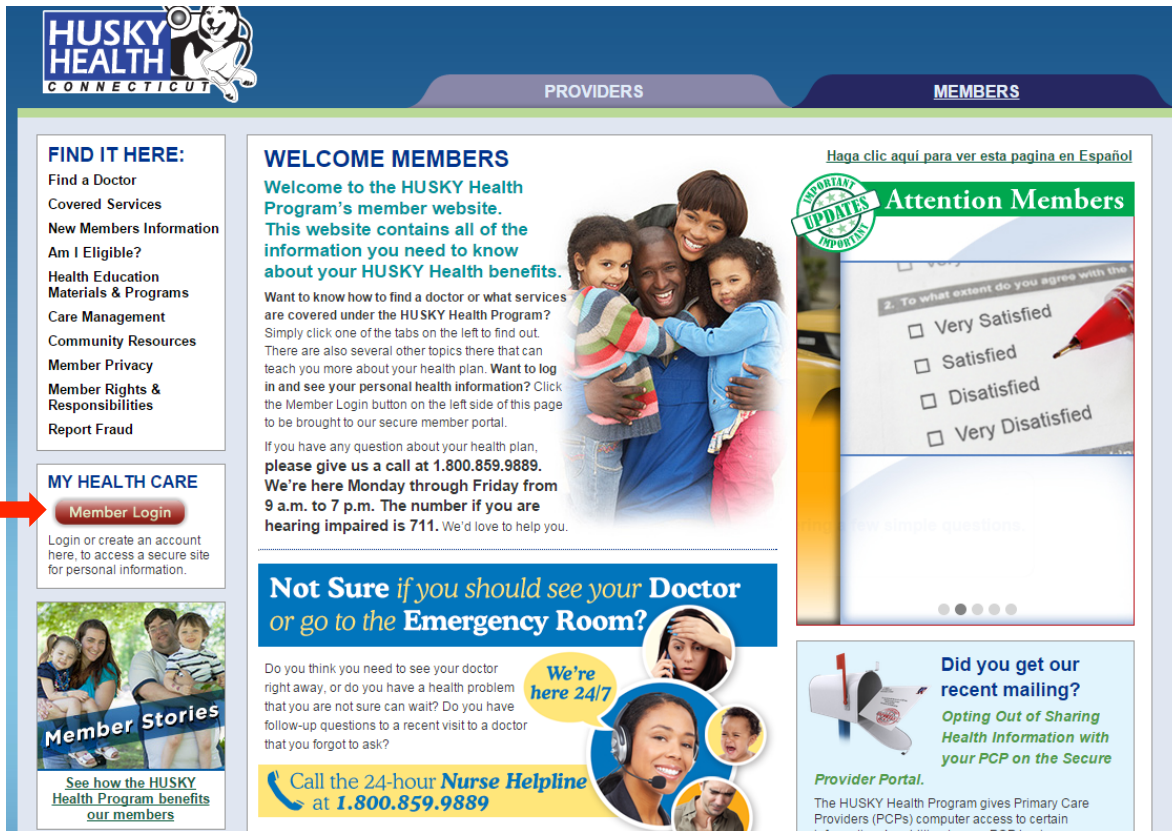 HUSKY
HEALTH
CONNECTICUT
PROVIDERS
MEMBERS
FIND IT HERE:
Find a Doctor
Covered Services
New Members Information
Am I Eligible?
Health Education
Materials & Programs
Care Management
Community Resources
Member Privacy
Member Rights &
Responsibilities
Report Fraud
MY HEALTH CARE
Member Login
Login or create an account
here, to access a secure site
for personal information.
Member Stories
See how the HUSKY
Health Program benefits
our members
WELCOME MEMBERS
Welcome to the HUSKY Health
Program's member website.
This website contains all of the
information you need to know
about your HUSKY Health benefits.
Want to know how to find a doctor or what services
are covered under the HUSKY Health Program?
Simply click one of the tabs on the left to find out.
There are also several other topics there that can
teach you more about your health plan. Want to log
in and see your personal health information? Click
the Member Login button on the left side of this page
to be brought to our secure member portal.
If you have any question about your health plan,
please give us a call at 1.800.859.9889.
We're here Monday through Friday from
9 a.m. to 7 p.m. The number if you are
hearing impaired is 711. We'd love to help you.
Not Sure if you should see your Doctor
or go to the Emergency Room?
Do you think you need to see your doctor
right away, or do you have a health problem
that you are not sure can wait? Do you have
follow-up questions to a recent visit to a doctor
that you forgot to ask?
We're
here 24/7
Call the 24-hour Nurse Helpline
at 1.800.859.9889
Haga clic aquí para ver esta pagina en Español
IMPORTANT
UPDATES
IMPORTANT
Attention Members
2. To what extent do you agree with the
Very Satisfied
Satisfied
Disatisfied
Very Disatisfied
few simple questions.
Did you get our
recent mailing?
Opting Out of Sharing
Health Information with
your PCP on the Secure
Provider Portal.
The HUSKY Health Program gives Primary Care
Providers (PCPs) computer access to certain